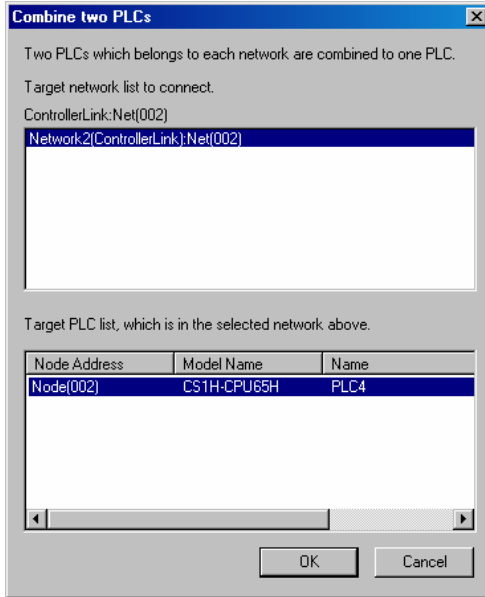 Combine two PLCs
Two PLCs which belongs to each network are combined to one PLC.
Target network list to connect.
ControllerLink:Net(002)
Network2(ControllerLink):Net(002)
Target PLC list, which is in the selected network above.
Node Address Model Name Name
Node(002) CS1H-CPU65H PLC4
OK Cancel